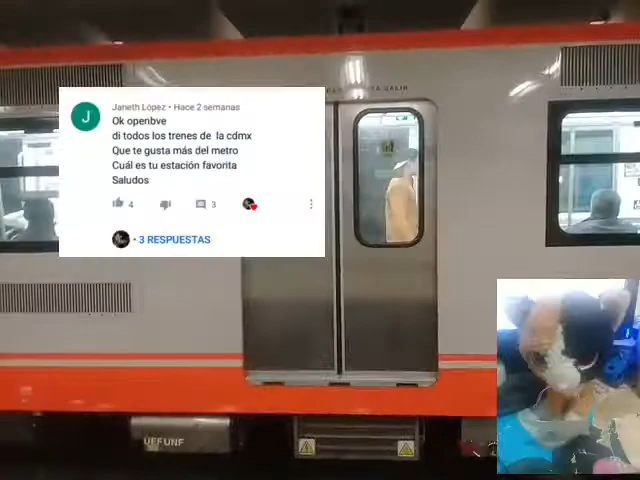 SALIR
Janeth López • Hace 2 semanas
J
Ok openbve
di todos los trenes de la cdmx
Que te gusta más del metro
Cuál es tu estación favorita
Saludos
4
3
• 3 RESPUESTAS